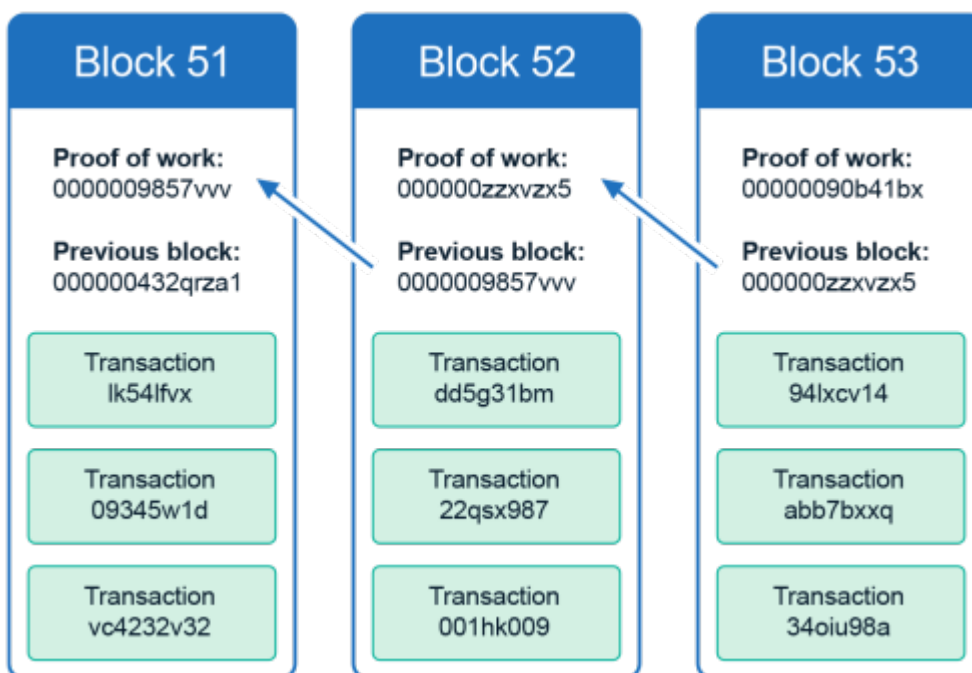 Block 51
Proof of work:
0000009857vvv
Previous block:
000000432qrza1
Transaction
lk54lfvx
Transaction
09345w1d
Transaction
vc4232v32
Block 52
Proof of work:
000000zzxvzx5
Previous block:
0000009857vvv
Transaction
dd5g31bm
Transaction
22qsx987
Transaction
001hk009
Block 53
Proof of work:
00000090b41bx
Previous block:
000000zzxvzx5
Transaction
94lxcv14
Transaction
abb7bxxq
Transaction
34oiu98a